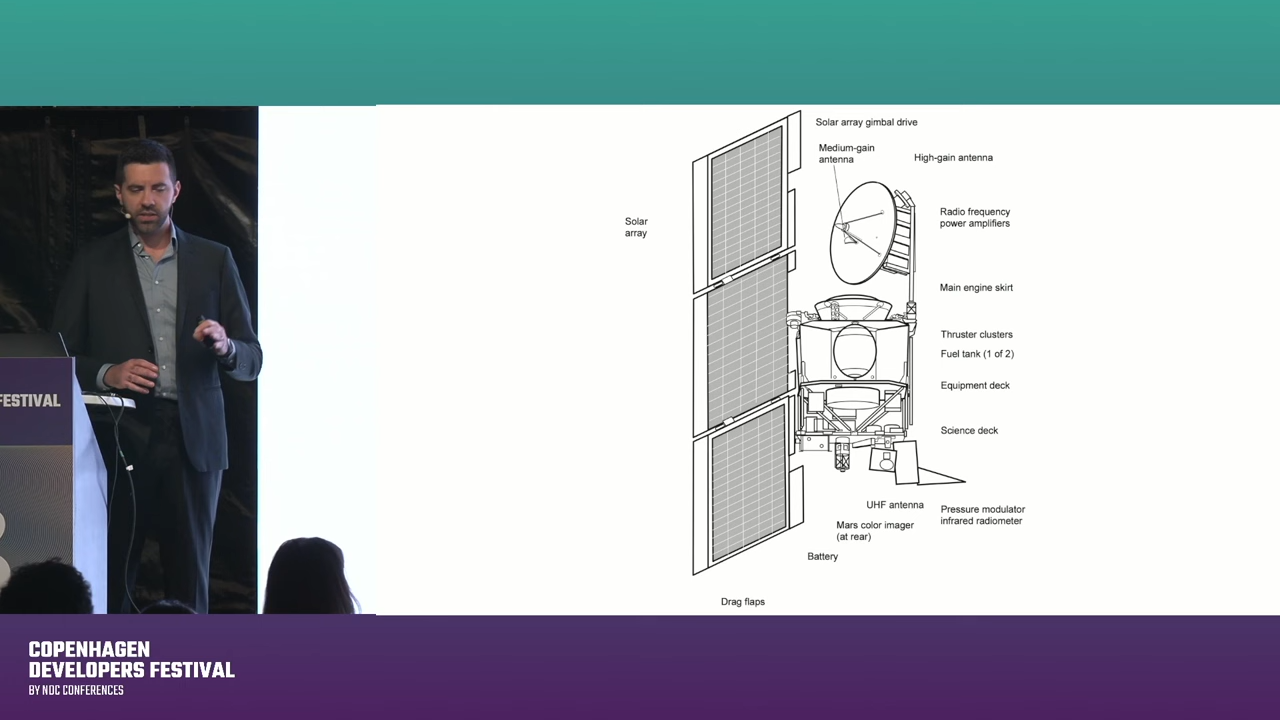 FESTIVAL
Solar array gimbal drive
Medium-gain
antenna
High-gain antenna
Solar
array
Radio frequency
power amplifiers
Main engine skirt
Thruster clusters
Fuel tank (1 of 2)
Equipment deck
Science deck
UHF antenna
Pressure modulator
infrared radiometer
Mars color imager
(at rear)
Battery
Drag flaps
COPENHAGEN
DEVELOPERS FESTIVAL
BY NDC CONFERENCES